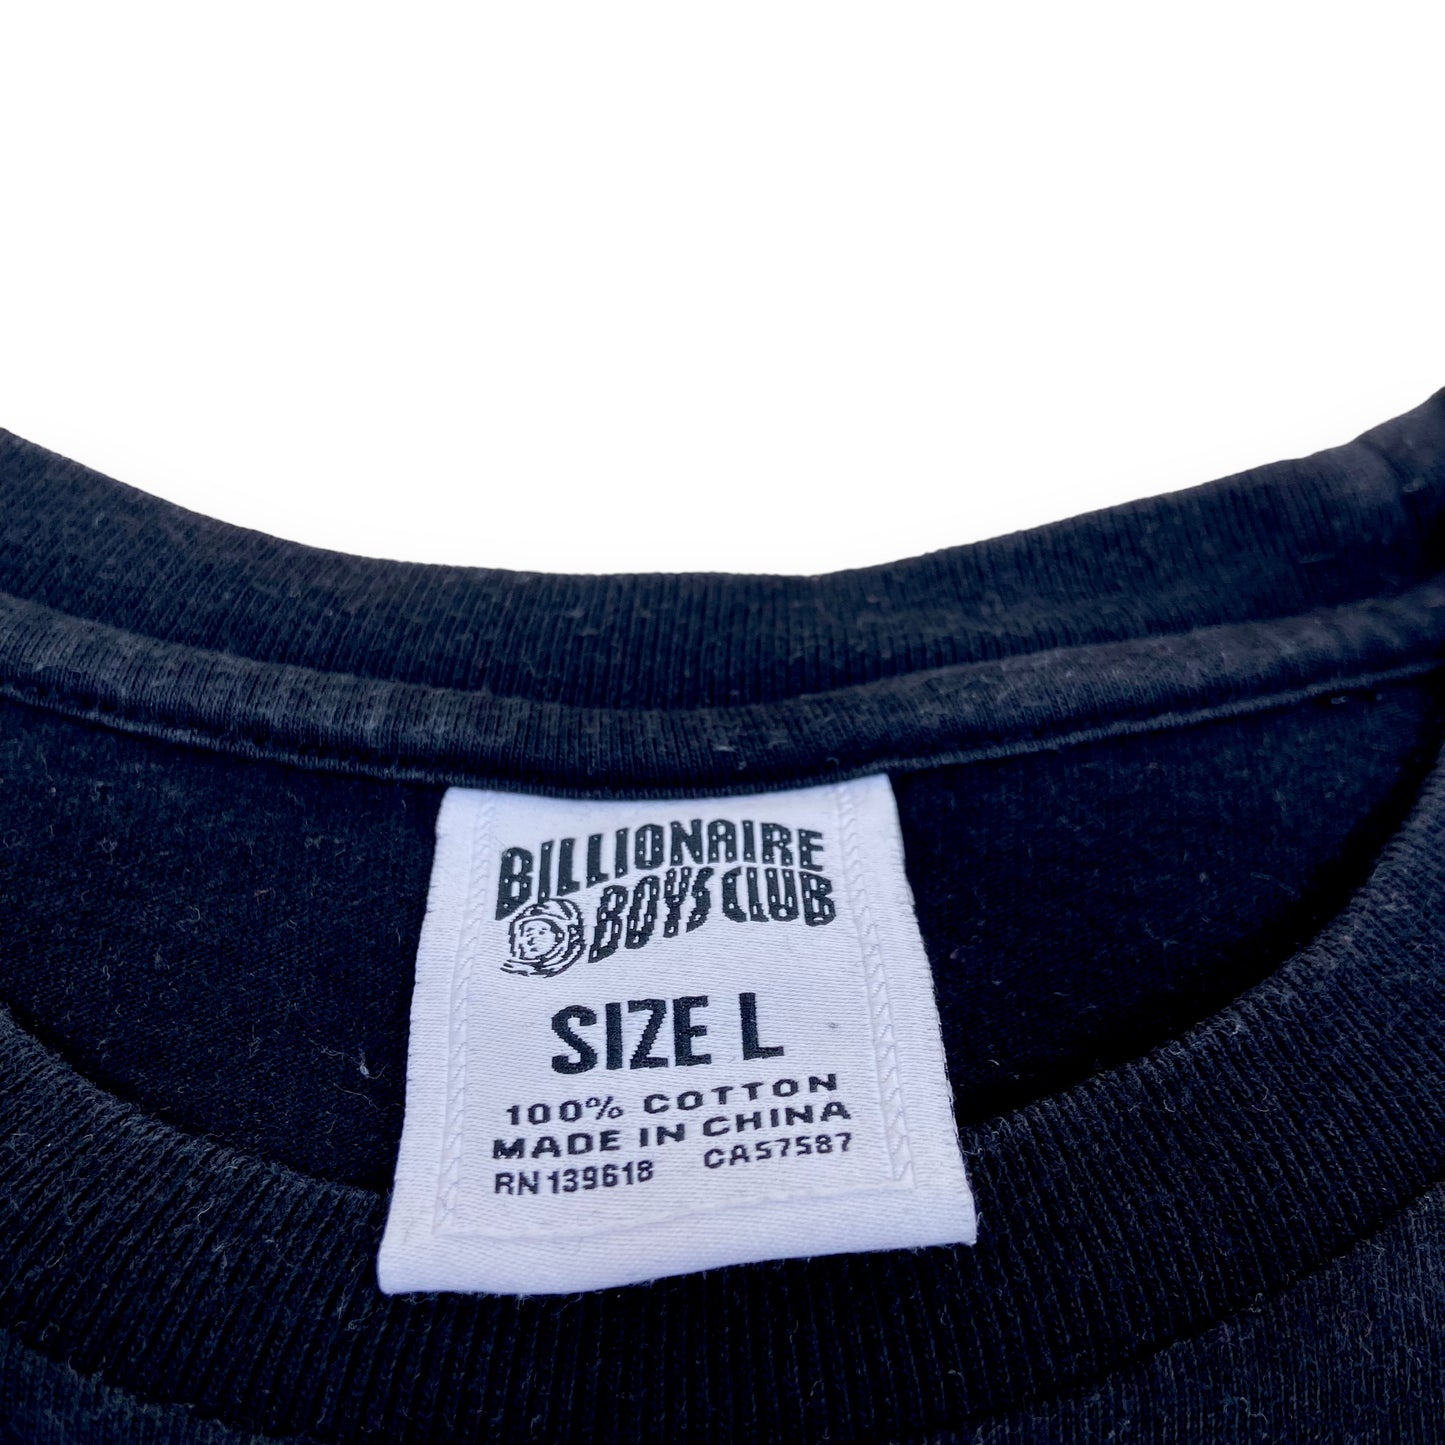 BILLIONAIRE
BOYS CLUB
SIZE L
100% COTTON
MADE IN CHINA
RN 139618 CA57587